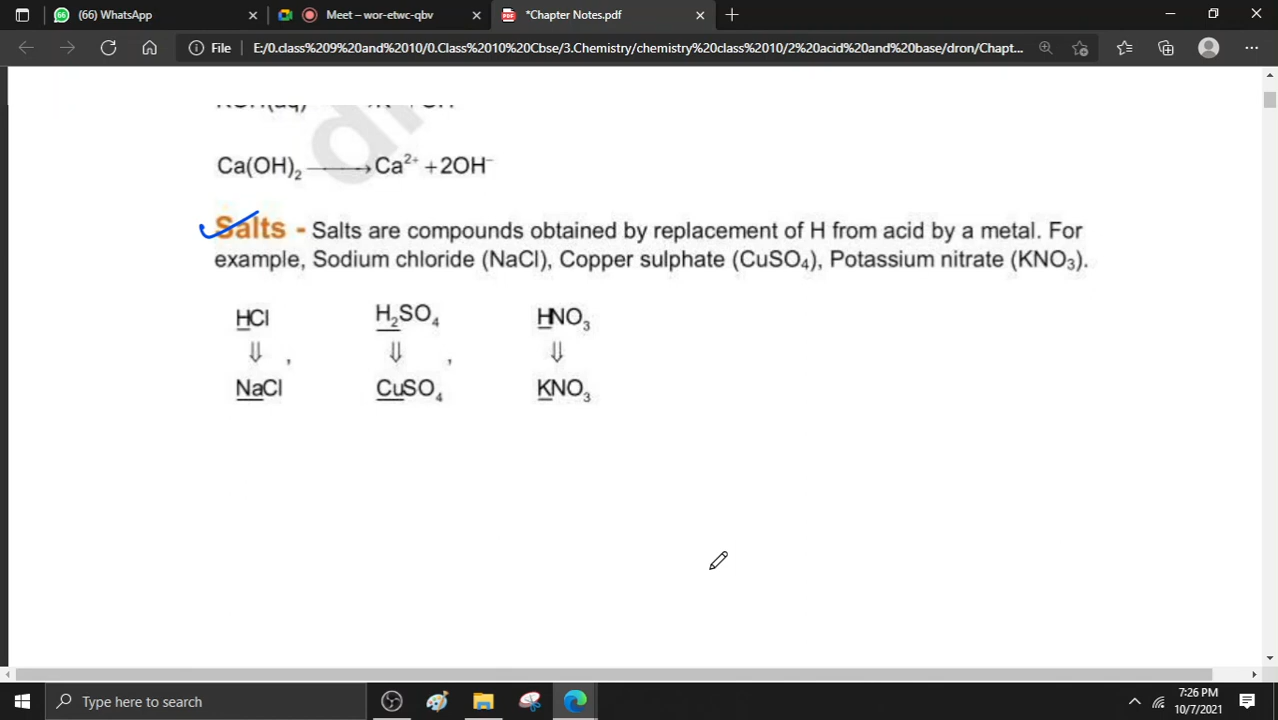 (66) WhatsApp
Meet – wor-etwc-qbv
*Chapter Notes.pdf
File
E:/0.class%209%20and%2010/0.Class%2010%20Cbse/3.Chemistry/chemistry%20class%2010/2%20acid%20and%20base/dron/Chapt...
Ca(OH)₂ ⟶ Ca²⁺ + 2OH⁻
Salts - Salts are compounds obtained by replacement of H from acid by a metal. For
example, Sodium chloride (NaCl), Copper sulphate (CuSO₄), Potassium nitrate (KNO₃).
HCl H₂SO₄ HNO₃
⇓ , ⇓ , ⇓
NaCl CuSO₄ KNO₃
Type here to search
7:26 PM
10/7/2021